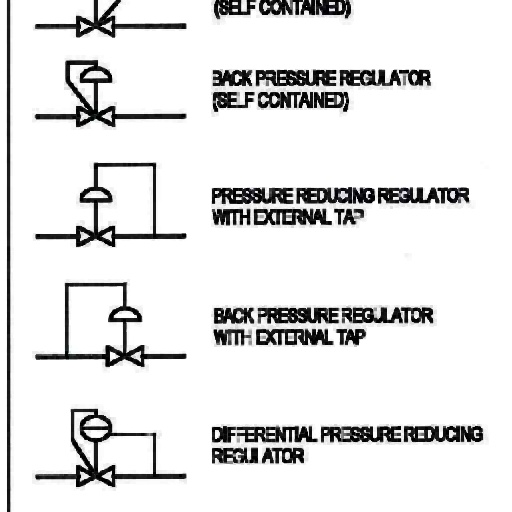 (SELF CONTAINED)
BACK PRESSURE REGULATOR
(SELF CONTAINED)
PRESSURE REDUCING REGULATOR
WITH EXTERNAL TAP
BACK PRESSURE REGULATOR
WITH EXTERNAL TAP
DIFFERENTIAL PRESSURE REDUCING
REGULATOR